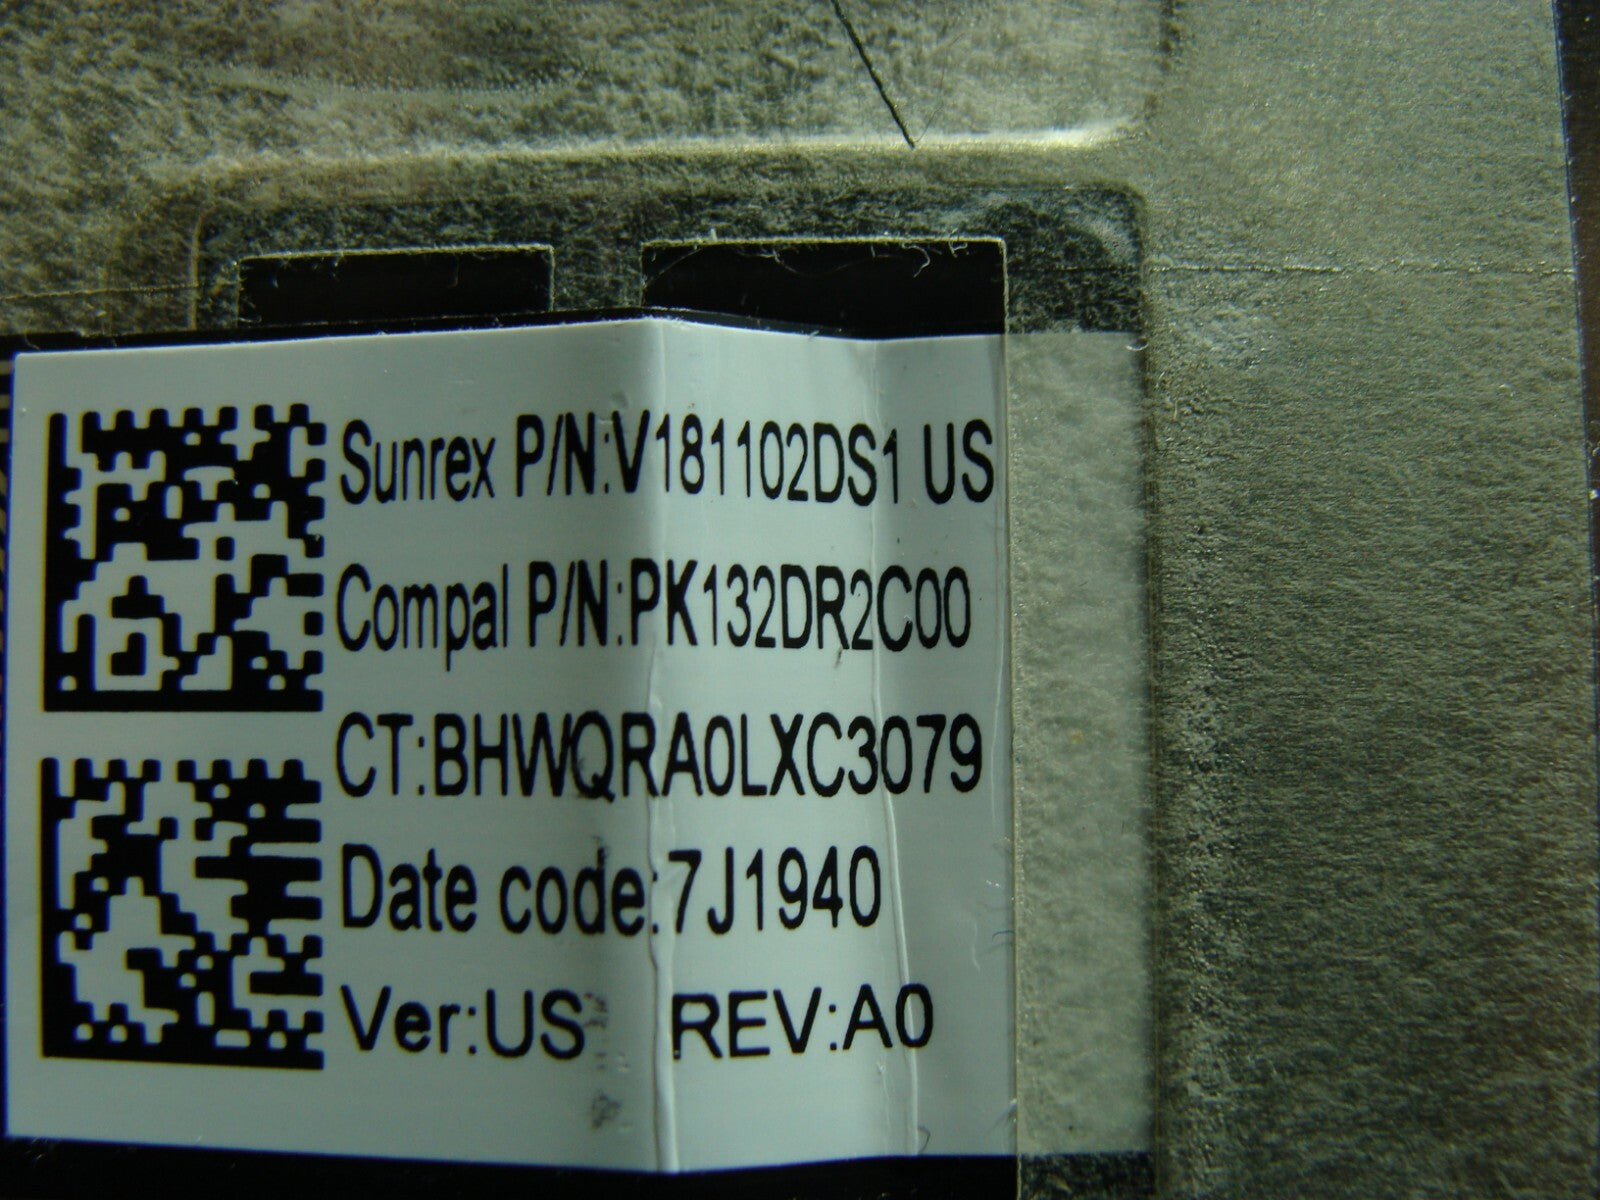 Sunrex P/N:V181102DS1 US
Compal P/N:PK132DR2C00
CT:BHWQRA0LXC3079
Date code:7J1940
Ver:US REV:A0